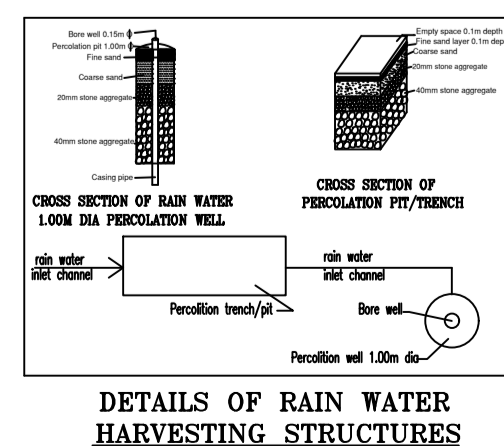 Bore well 0.15m ϕ
Percolation pit 1.00m ϕ
Fine sand
Coarse sand
20mm stone aggregate
40mm stone aggregate
Casing pipe
CROSS SECTION OF RAIN WATER
1.00M DIA PERCOLATION WELL
Empty space 0.1m depth
Fine sand layer 0.1m dep
Coarse sand
20mm stone aggregate
40mm stone aggregate
CROSS SECTION OF
PERCOLATION PIT/TRENCH
rain water
inlet channel
Percolition trench/pit
rain water
inlet channel
Bore well
Percolition well 1.00m dia
DETAILS OF RAIN WATER
HARVESTING STRUCTURES